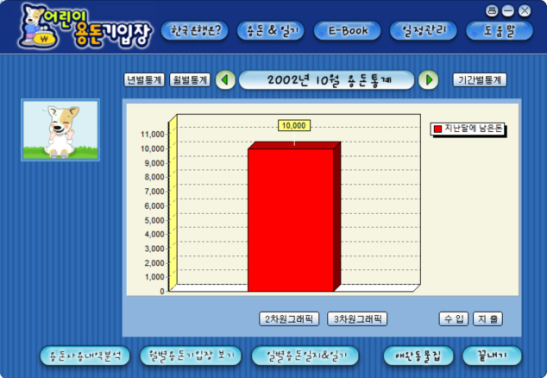 어린이
용돈기입장
한국은행은?
용돈 & 일기
E-Book
일정관리
도움말
년별통계
월별통계
2002년 10월 용돈통계
기간별통계
10,000
지난달에 남은돈
11,000
10,000
9,000
8,000
7,000
6,000
5,000
4,000
3,000
2,000
1,000
0
2차원그래픽
3차원그래픽
수 입
지 출
용돈사용내역분석
월별용돈기입장 보기
일별용돈일지&일기
애완동물집
끝내기